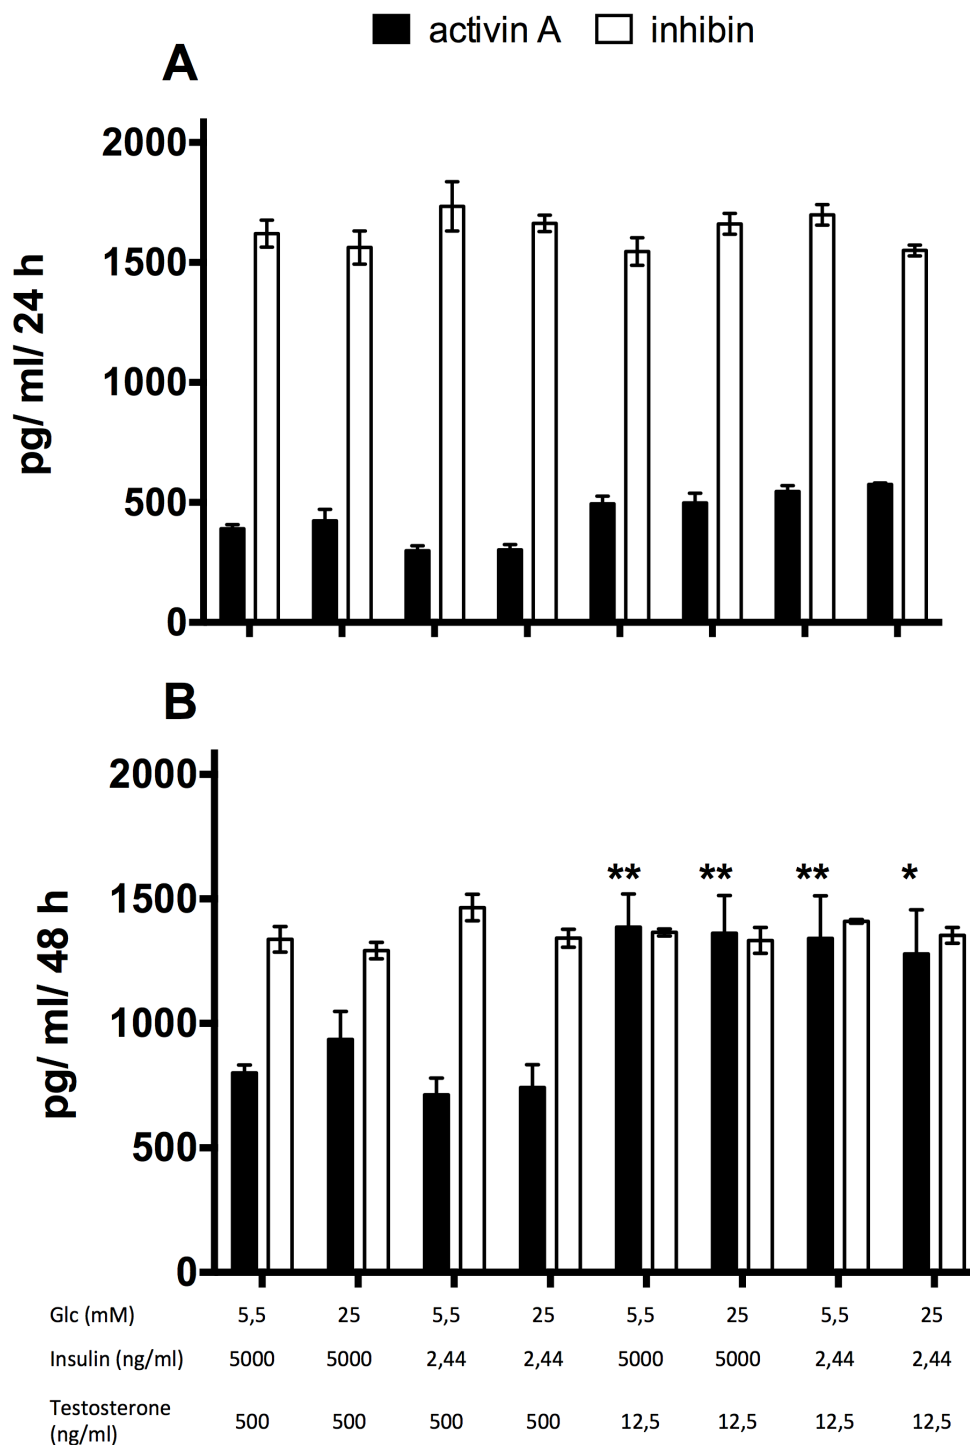 activin A inhibin
A
2000
1500
1000
500
0
pg/ ml/ 24 h
B
2000
1500
1000
500
0
pg/ ml/ 48 h
** ** ** *
Glc (mM) 5,5 25 5,5 25 5,5 25 5,5 25
Insulin (ng/ml) 5000 5000 2,44 2,44 5000 5000 2,44 2,44
Testosterone
(ng/ml) 500 500 500 500 12,5 12,5 12,5 12,5